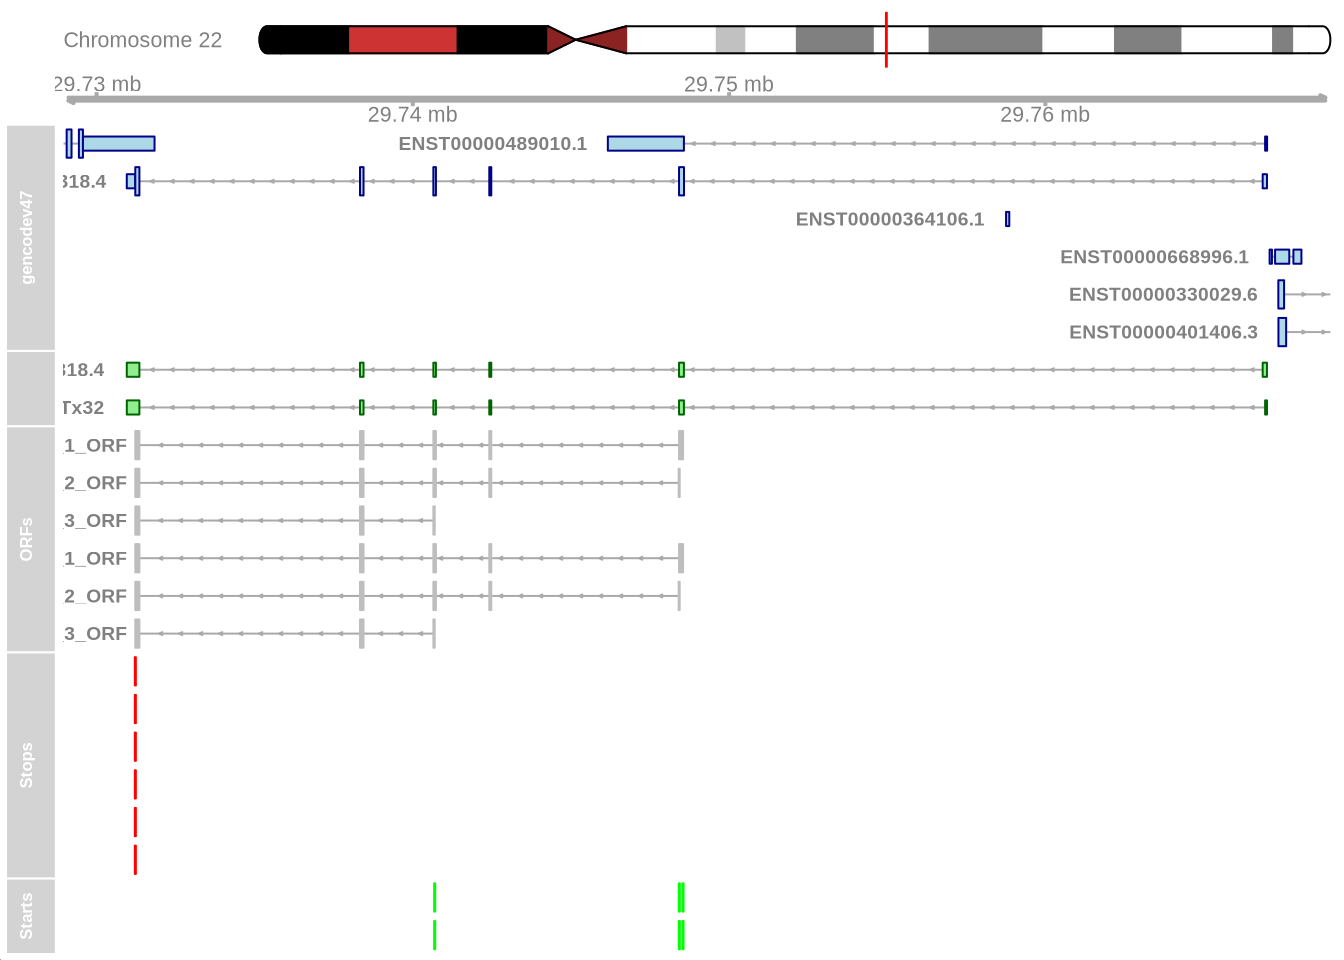 Chromosome 22
29.73 mb
29.75 mb
29.74 mb
29.76 mb
gencodev47
ENST00000489010.1
318.4
ENST00000364106.1
ENST00000668996.1
ENST00000330029.6
ENST00000401406.3
318.4
Tx32
ORFs
1_ORF
2_ORF
3_ORF
1_ORF
2_ORF
3_ORF
Stops
Starts